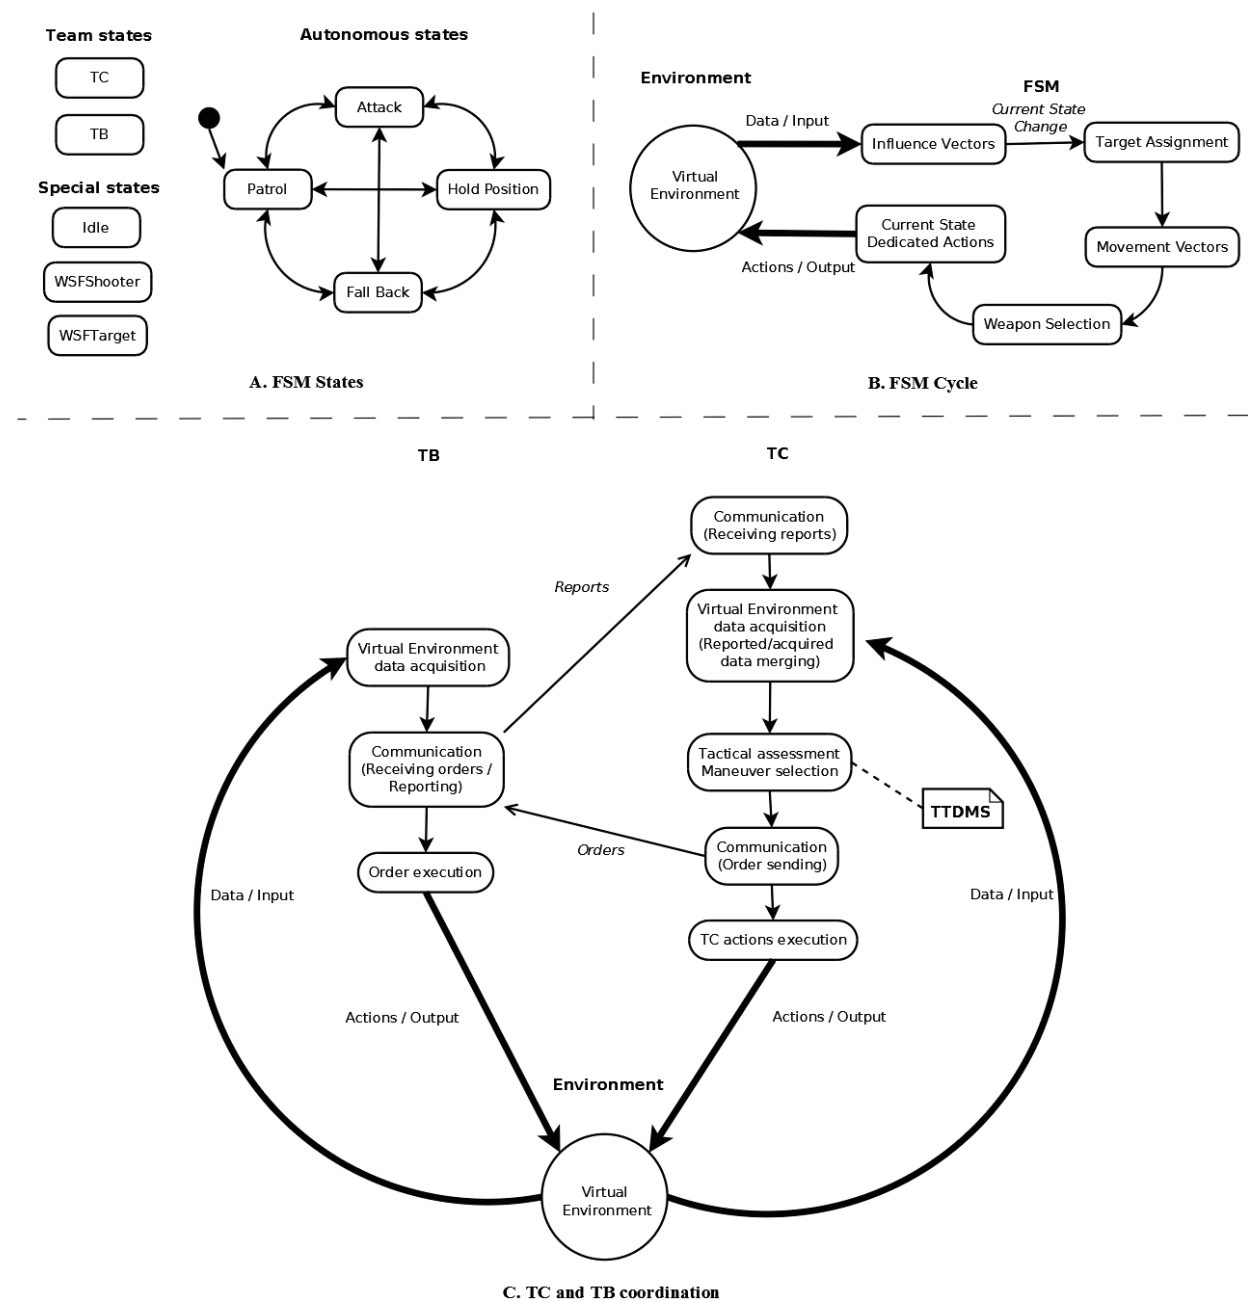 Team states
TC
TB
Special states
Idle
WSFShooter
WSFTarget
Autonomous states
Attack
Patrol
Hold Position
Fall Back
A. FSM States
Environment
Virtual
Environment
Data / Input
Influence Vectors
FSM
Current State
Change
Target Assignment
Movement Vectors
Weapon Selection
Current State
Dedicated Actions
Actions / Output
B. FSM Cycle
TB
Virtual Environment
data acquisition
Communication
(Receiving orders /
Reporting)
Order execution
Reports
Orders
Data / Input
Actions / Output
TC
Communication
(Receiving reports)
Virtual Environment
data acquisition
(Reported/acquired
data merging)
Tactical assessment
Maneuver selection
TTDMS
Communication
(Order sending)
TC actions execution
Data / Input
Actions / Output
Environment
Virtual
Environment
C. TC and TB coordination